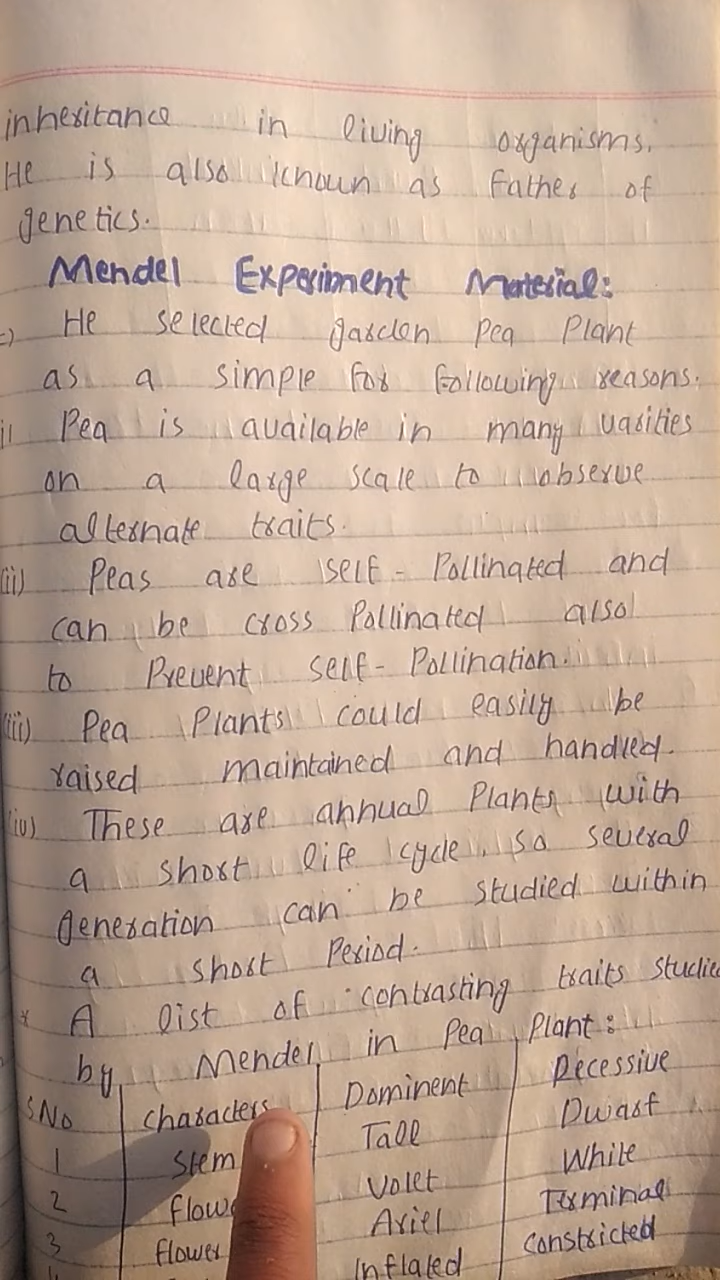 inheritance in living organisms.
He is also known as father of
genetics.
Mendel Experiment Material:
He selected garden Pea Plant
as a simple for following reasons.
Pea is available in many varities
on a large scale to observe
alternate traits.
(ii) Peas are self-Pollinated and
can be cross Pollinated also
to Prevent self-Pollination.
(iii) Pea Plants could easily be
raised maintained and handled.
(iv) These are annual Plants with
a short life cycle, so several
generation can be studied within
a short Period.
* A list of contrasting traits Studie
by Mendel in Pea Plant:
SNo Characters Dominent Recessive
1 Stem Tall Dwarf
2 flow Volet White
3 flower Ariel Terminal
Inflated constricted